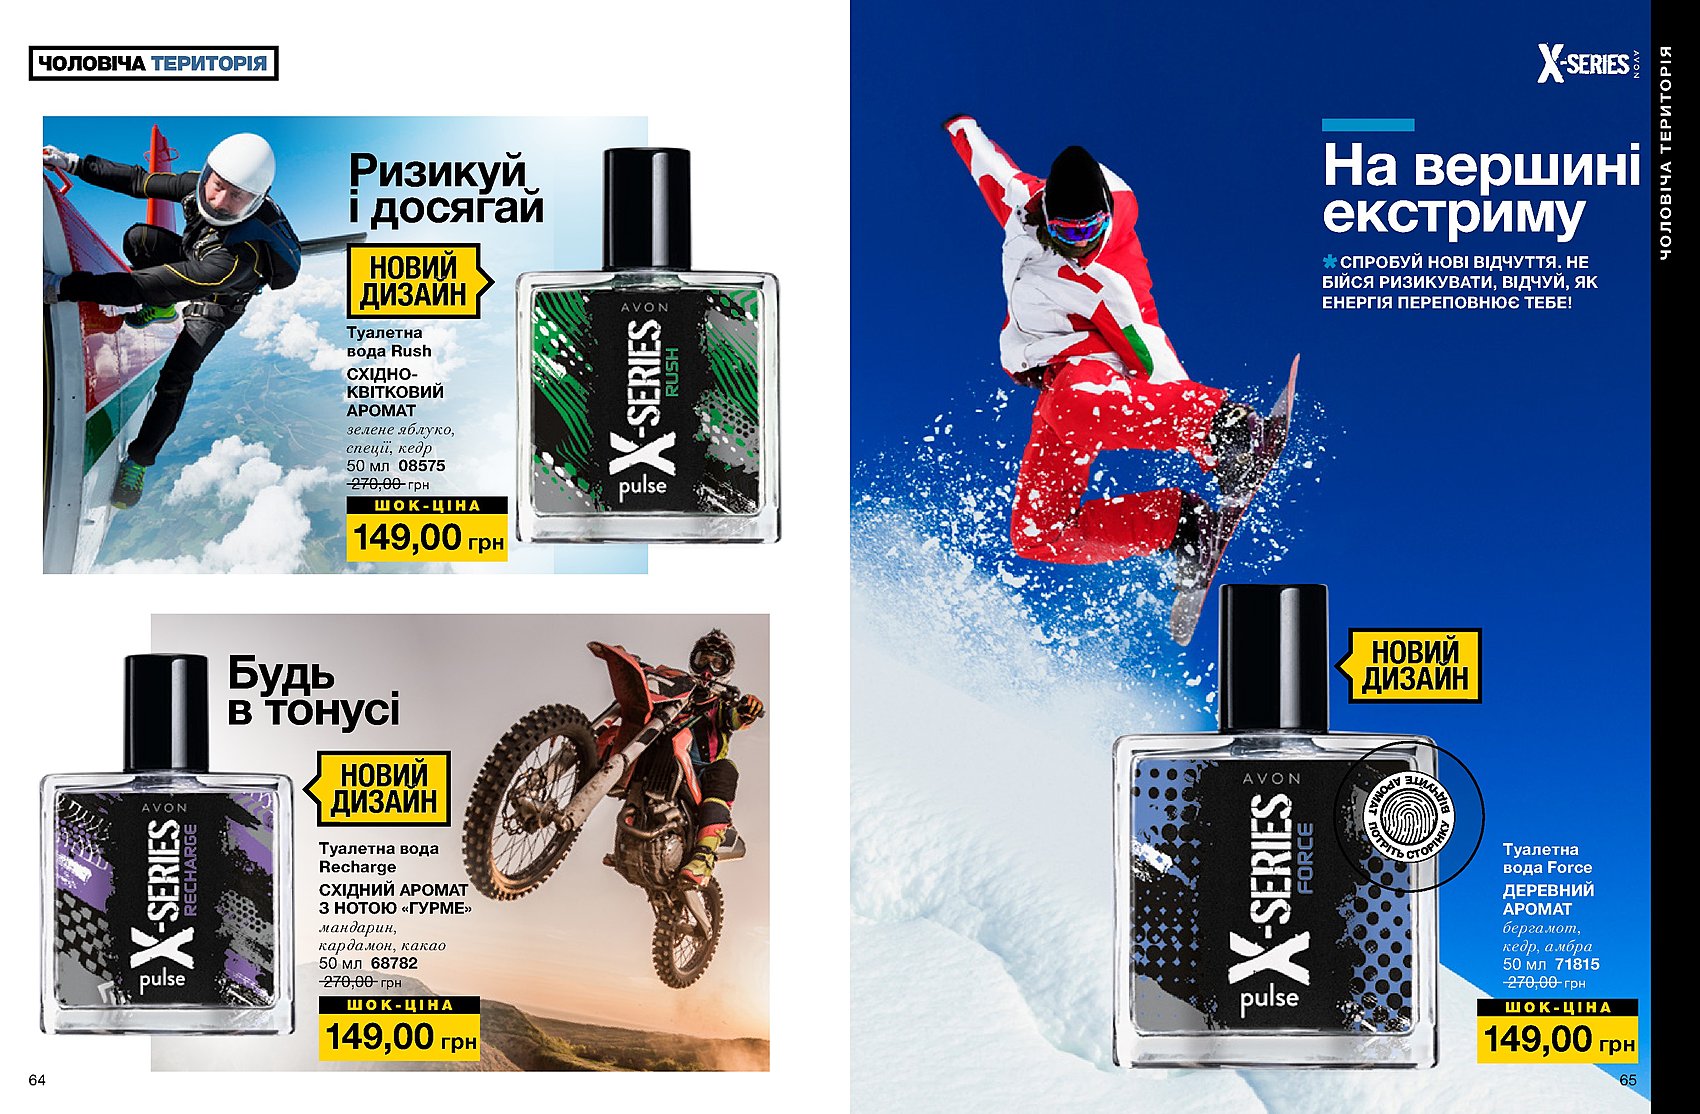 ЧОЛОВІЧА ТЕРИТОРІЯ
Ризикуй
і досягай
НОВИЙ
ДИЗАЙН
Туалетна
вода Rush
СХІДНО-
КВІТКОВИЙ
АРОМАТ
зелене яблуко,
спеції, кедр
50 мл 08575
270,00 грн
ШОК-ЦІНА
149,00 грн
AVON
X-SERIES
RUSH
pulse
Будь
в тонусі
НОВИЙ
ДИЗАЙН
Туалетна вода
Recharge
СХІДНИЙ АРОМАТ
З НОТОЮ «ГУРМЕ»
мандарин,
кардамон, какао
50 мл 68782
270,00 грн
ШОК-ЦІНА
149,00 грн
AVON
X-SERIES
RECHARGE
pulse
64
X-SERIES AVON
ЧОЛОВІЧА ТЕРИТОРІЯ
На вершині
екстриму
* СПРОБУЙ НОВІ ВІДЧУТТЯ. НЕ
БІЙСЯ РИЗИКУВАТИ, ВІДЧУЙ, ЯК
ЕНЕРГІЯ ПЕРЕПОВНЮЄ ТЕБЕ!
НОВИЙ
ДИЗАЙН
AVON
X-SERIES
FORCE
pulse
ПОТРІТЬ СТОРІНКУ
ВІДЧУЙТЕ АРОМАТ
Туалетна
вода Force
ДЕРЕВНИЙ
АРОМАТ
бергамот,
кедр, амбра
50 мл 71815
270,00 грн
ШОК-ЦІНА
149,00 грн
65